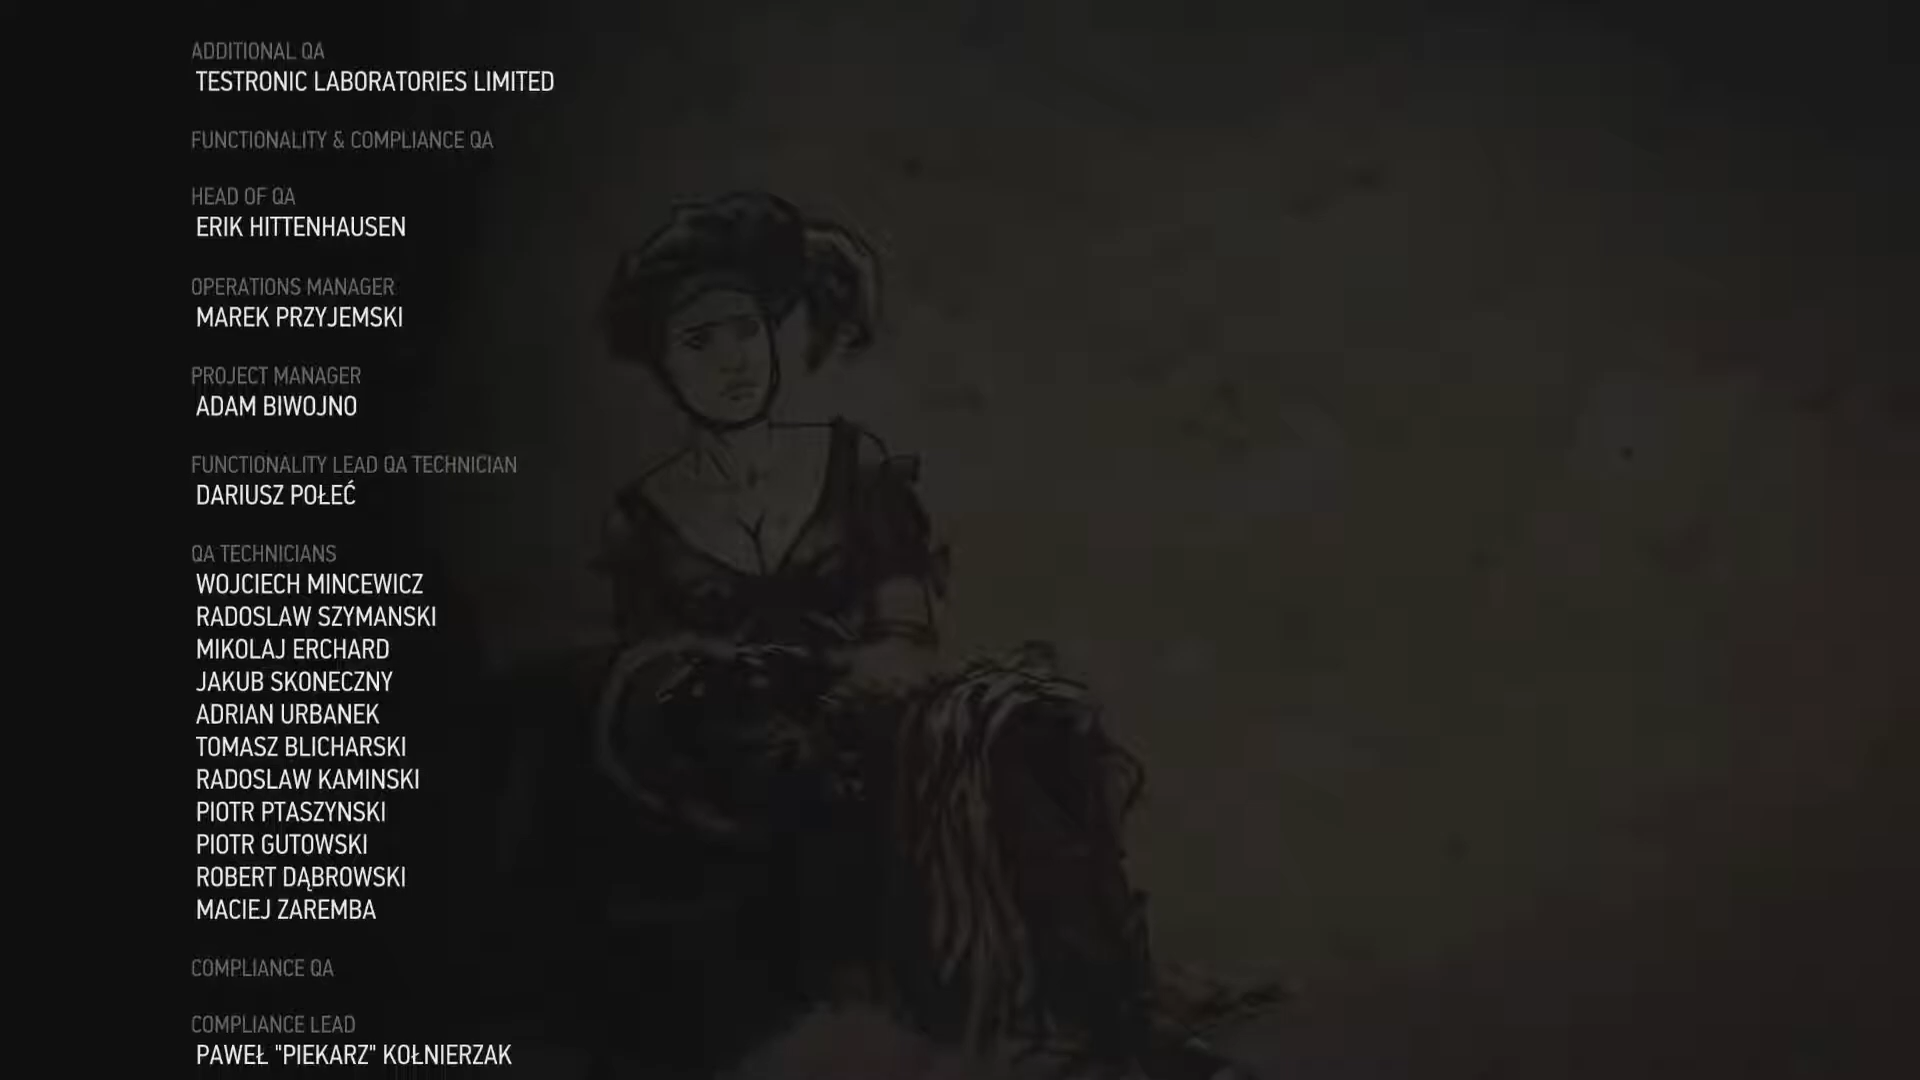 ADDITIONAL QA
TESTRONIC LABORATORIES LIMITED
FUNCTIONALITY & COMPLIANCE QA
HEAD OF QA
ERIK HITTENHAUSEN
OPERATIONS MANAGER
MAREK PRZYJEMSKI
PROJECT MANAGER
ADAM BIWOJNO
FUNCTIONALITY LEAD QA TECHNICIAN
DARIUSZ POŁEĆ
QA TECHNICIANS
WOJCIECH MINCEWICZ
RADOSLAW SZYMANSKI
MIKOLAJ ERCHARD
JAKUB SKONECZNY
ADRIAN URBANEK
TOMASZ BLICHARSKI
RADOSLAW KAMINSKI
PIOTR PTASZYNSKI
PIOTR GUTOWSKI
ROBERT DĄBROWSKI
MACIEJ ZAREMBA
COMPLIANCE QA
COMPLIANCE LEAD
PAWEŁ "PIEKARZ" KOŁNIERZAK